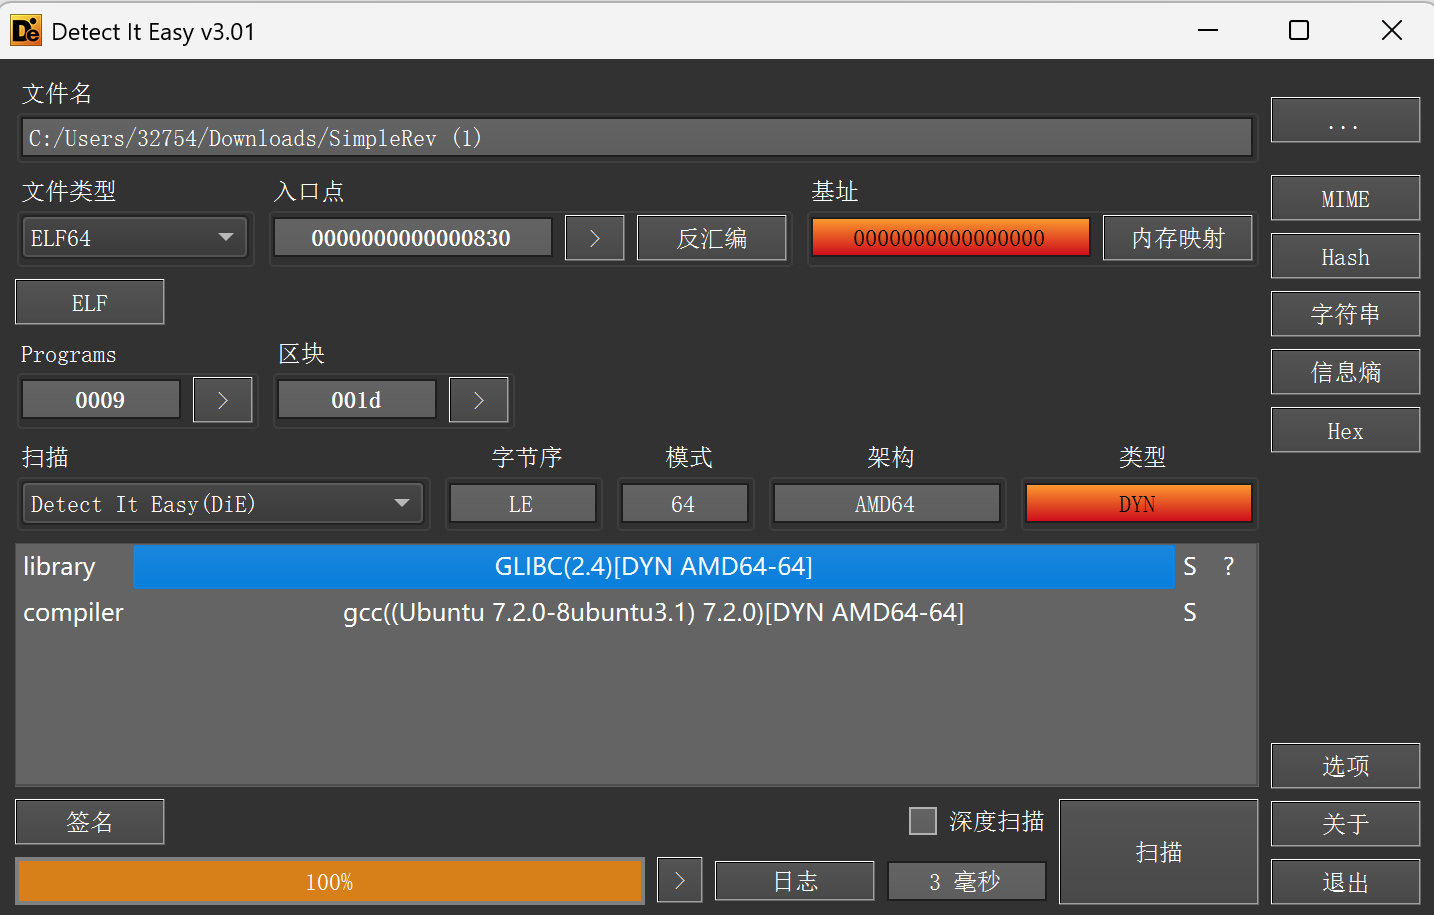 Detect It Easy v3.01
文件名
C:/Users/32754/Downloads/SimpleRev (1)
...
文件类型 入口点 基址
MIME
ELF64 0000000000000830 > 反汇编 0000000000000000 内存映射
Hash
ELF
字符串
Programs 区块
信息熵
0009 > 001d >
Hex
扫描 字节序 模式 架构 类型
Detect It Easy(DiE) LE 64 AMD64 DYN
library GLIBC(2.4)[DYN AMD64-64] S ?
compiler gcc((Ubuntu 7.2.0-8ubuntu3.1) 7.2.0)[DYN AMD64-64] S
选项
签名 深度扫描 扫描
关于
100% > 日志 3 毫秒
退出